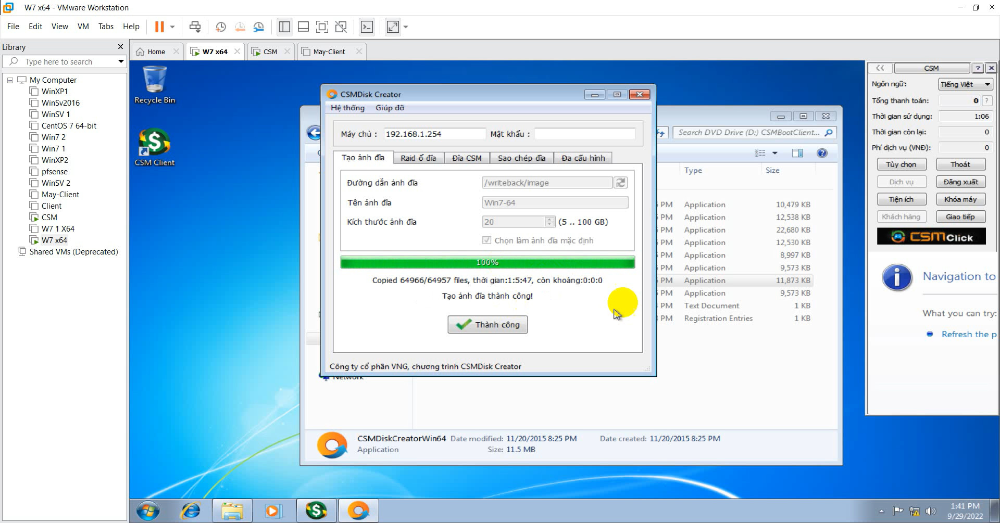 W7 x64 - VMware Workstation
File Edit View VM Tabs Help
Library
Type here to search
My Computer
WinXP1
WinSv2016
WinSV 1
CentOS 7 64-bit
Win7 2
Win7 1
WinXP2
pfsense
WinSV 2
May-Client
Client
CSM
W7 1 X64
W7 x64
Shared VMs (Deprecated)
Home W7 x64 CSM May-Client
Recycle Bin
CSM Client
CSMDisk Creator
Hệ thống Giúp đỡ
Máy chủ : 192.168.1.254 Mật khẩu :
Tạo ảnh đĩa Raid ổ đĩa Đĩa CSM Sao chép đĩa Đa cấu hình
Đường dẫn ảnh đĩa /writeback/image
Tên ảnh đĩa Win7-64
Kích thước ảnh đĩa 20 (5 .. 100 GB)
Chọn làm ảnh đĩa mặc định
100%
Copied 64966/64957 files, thời gian:1:5:47, còn khoảng:0:0:0
Tạo ảnh đĩa thành công!
Thành công
Công ty cổ phần VNG, chương trình CSMDisk Creator
Search DVD Drive (D:) CSMBootClient...
Type Size
PM Application 10,479 KB
PM Application 12,538 KB
PM Application 22,680 KB
PM Application 12,530 KB
PM Application 8,997 KB
PM Application 9,573 KB
PM Application 11,873 KB
PM Application 9,573 KB
PM Text Document 1 KB
PM Registration Entries 1 KB
Network
CSMDiskCreatorWin64 Date modified: 11/20/2015 8:25 PM Date created: 11/20/2015 8:25 PM
Application Size: 11.5 MB
CSM
Ngôn ngữ: Tiếng Việt
Tổng thanh toán: 0
Thời gian sử dụng: 1:06
Thời gian còn lại: 0
Phí dịch vụ (VNĐ): 0
Tùy chọn Thoát
Dịch vụ Đăng xuất
Tiện ích Khóa máy
Khách hàng Giao tiếp
CSM Click
Navigation to
What you can try:
Refresh the p
1:41 PM
9/29/2022